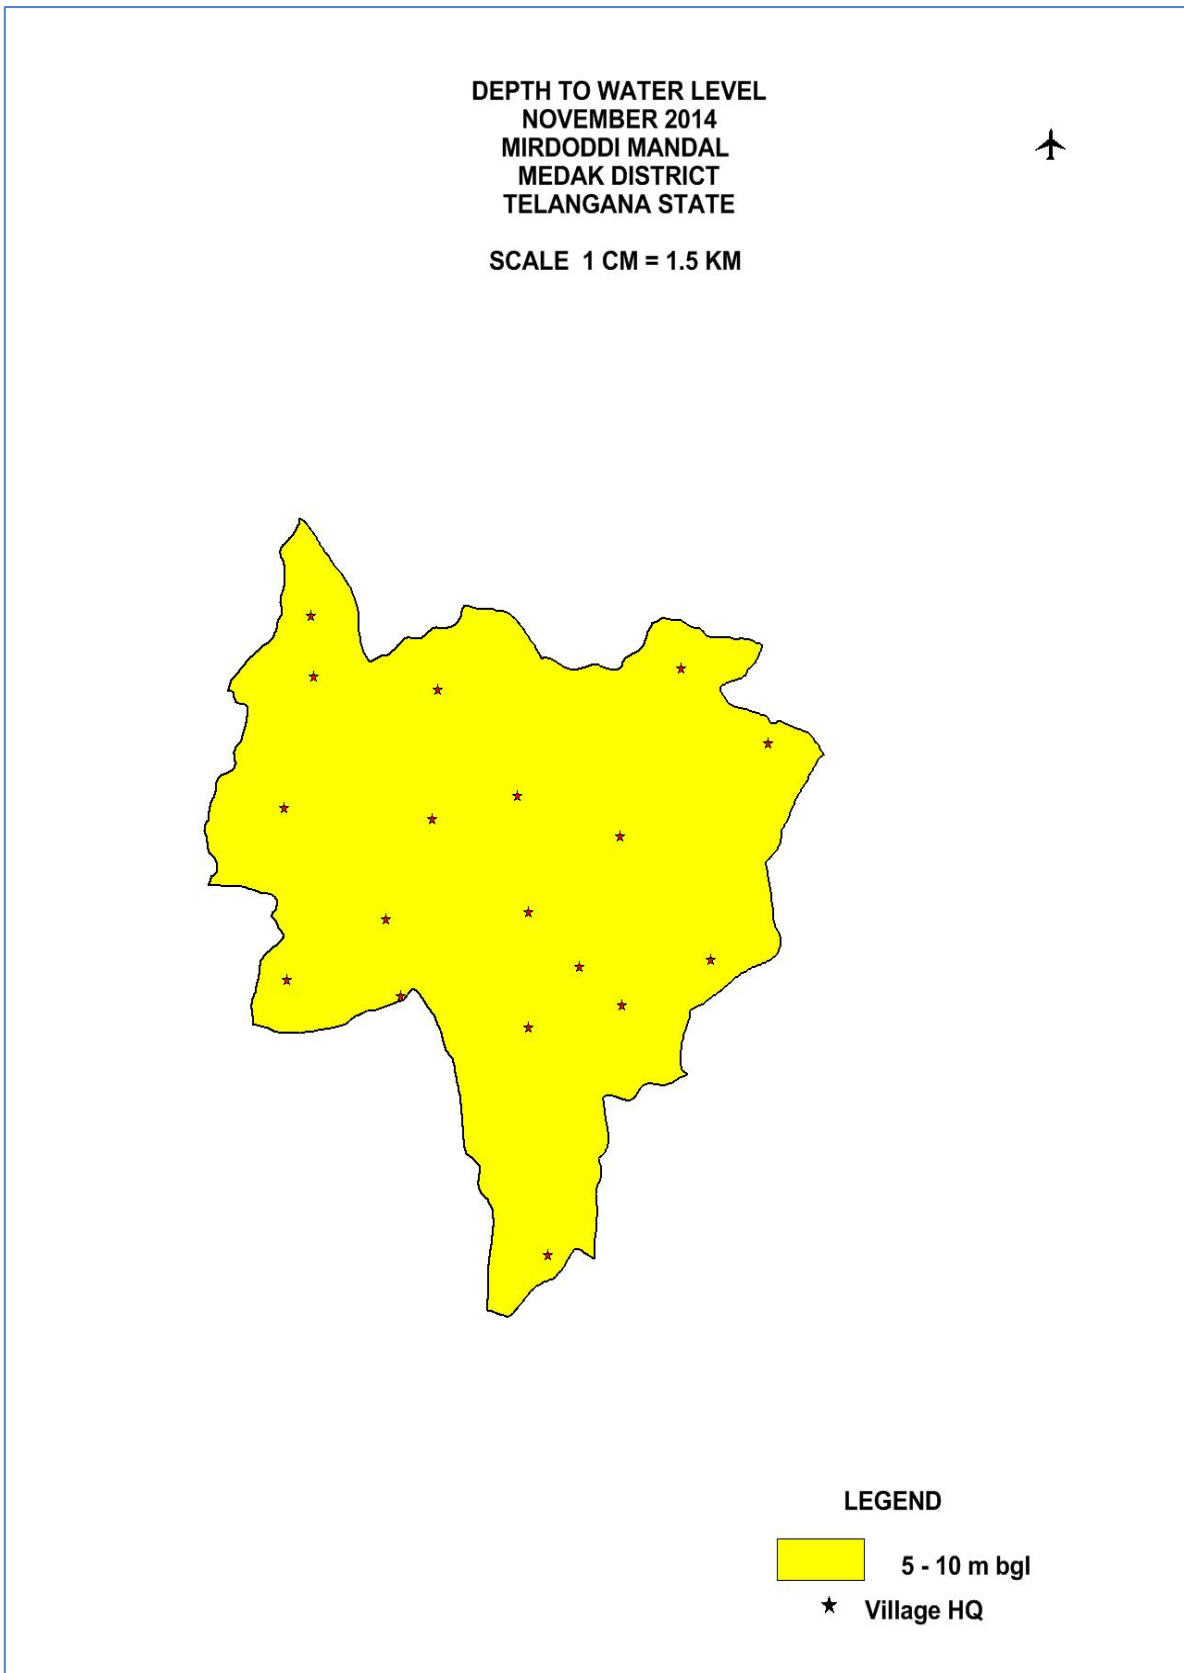 DEPTH TO WATER LEVEL
NOVEMBER 2014
MIRDODDI MANDAL
MEDAK DISTRICT
TELANGANA STATE
SCALE 1 CM = 1.5 KM
LEGEND
5 - 10 m bgl
Village HQ